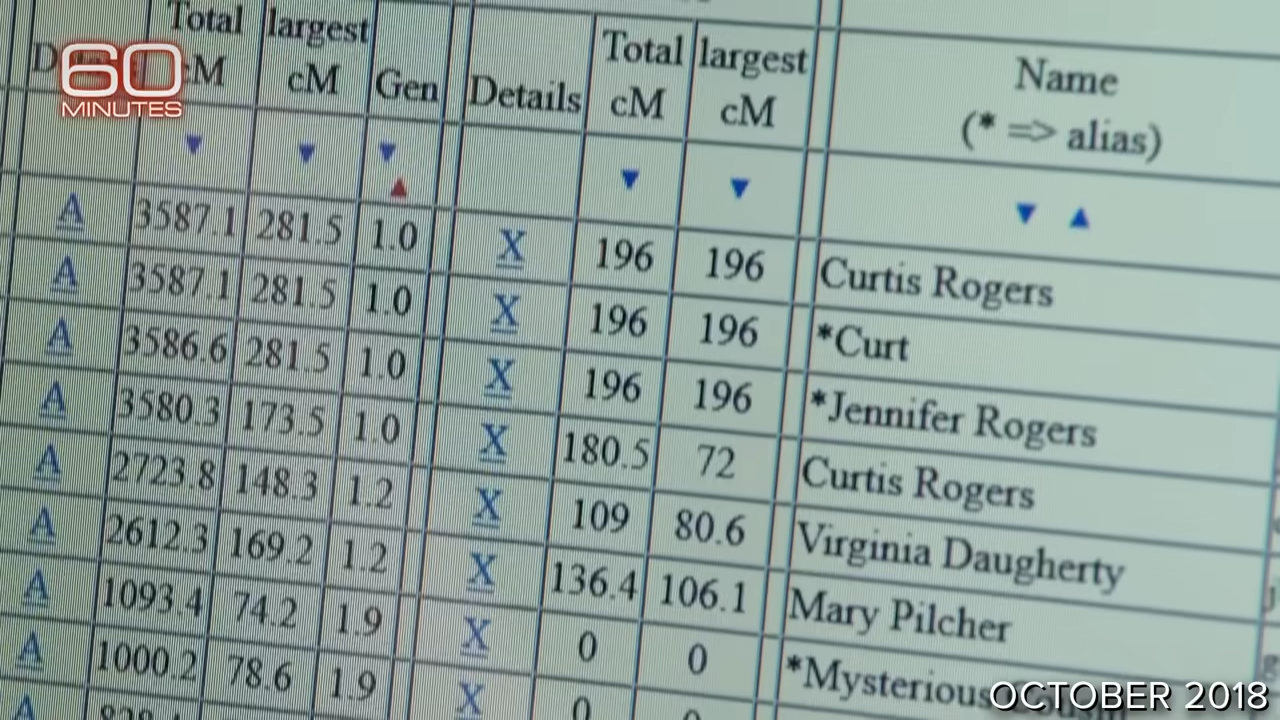 60
MINUTES
Total largest Total largest Name
cM cM Gen Details cM cM (* => alias)
A 3587.1 281.5 1.0 X 196 196 Curtis Rogers
A 3587.1 281.5 1.0 X 196 196 *Curt
A 3586.6 281.5 1.0 X 196 196 *Jennifer Rogers
A 3580.3 173.5 1.0 X 180.5 72 Curtis Rogers
A 2723.8 148.3 1.2 X 109 80.6 Virginia Daugherty
A 2612.3 169.2 1.2 X 136.4 106.1 Mary Pilcher
A 1093.4 74.2 1.9 X 0 0 *Mysterious
A 1000.2 78.6 1.9 X 0
A
OCTOBER 2018